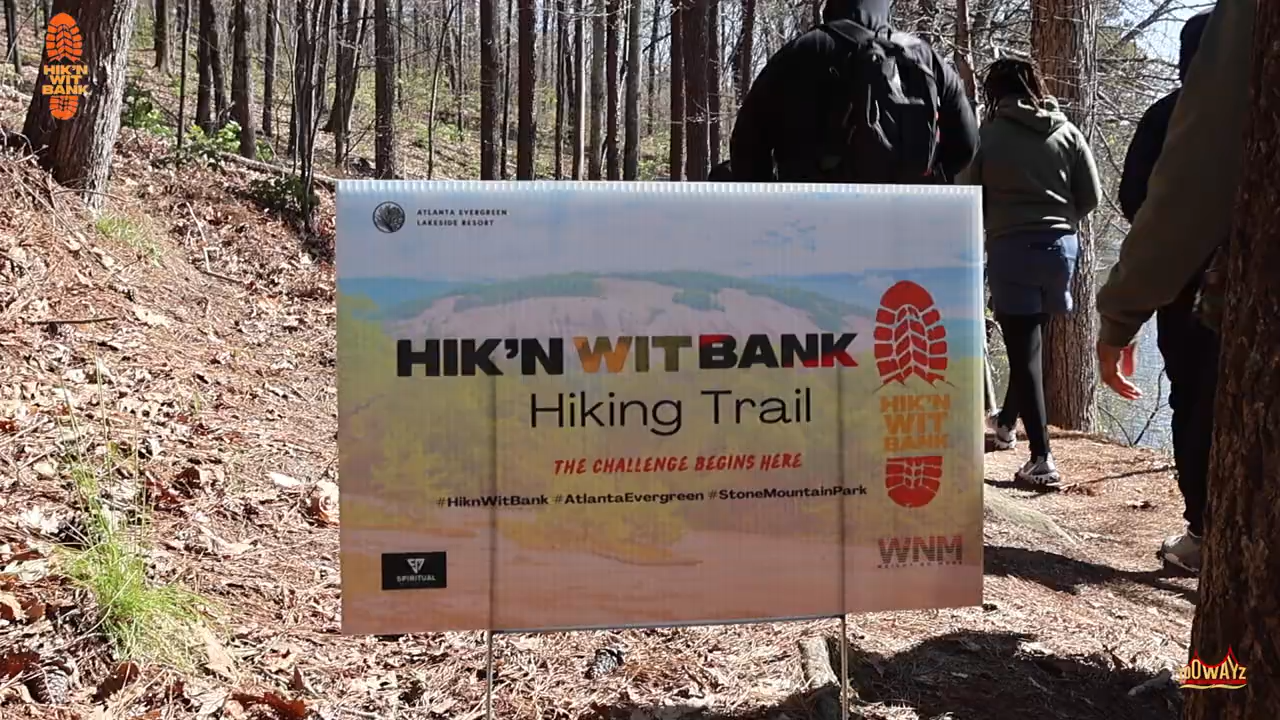 HIK'N
WIT
BANK
ATLANTA EVERGREEN
LAKESIDE RESORT
HIK'N WIT BANK
Hiking Trail
THE CHALLENGE BEGINS HERE
#HiknWitBank #AtlantaEvergreen #StoneMountainPark
HIK'N
WIT
BANK
SPIRITUAL
WNM